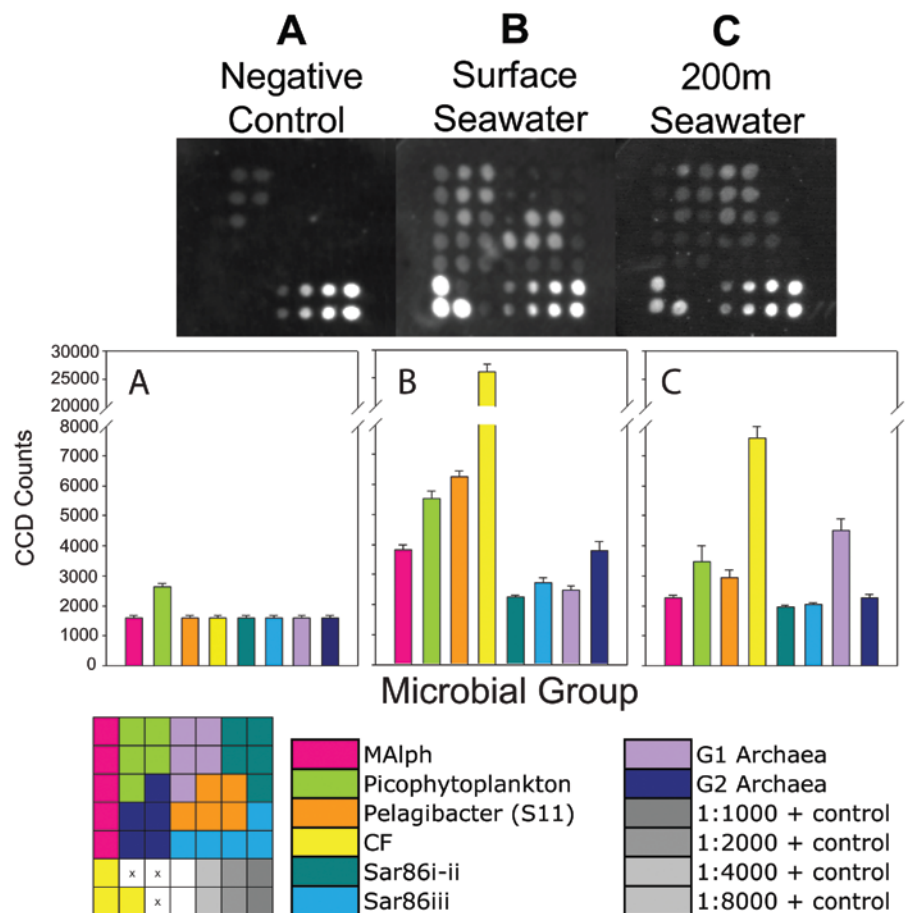 A B C
Negative Control Surface Seawater 200m Seawater
30000
25000
20000
8000
7000
6000
5000
4000
3000
2000
1000
0
CCD Counts
A B C
Microbial Group
x x
x
MAlph
Picophytoplankton
Pelagibacter (S11)
CF
Sar86i-ii
Sar86iii
G1 Archaea
G2 Archaea
1:1000 + control
1:2000 + control
1:4000 + control
1:8000 + control